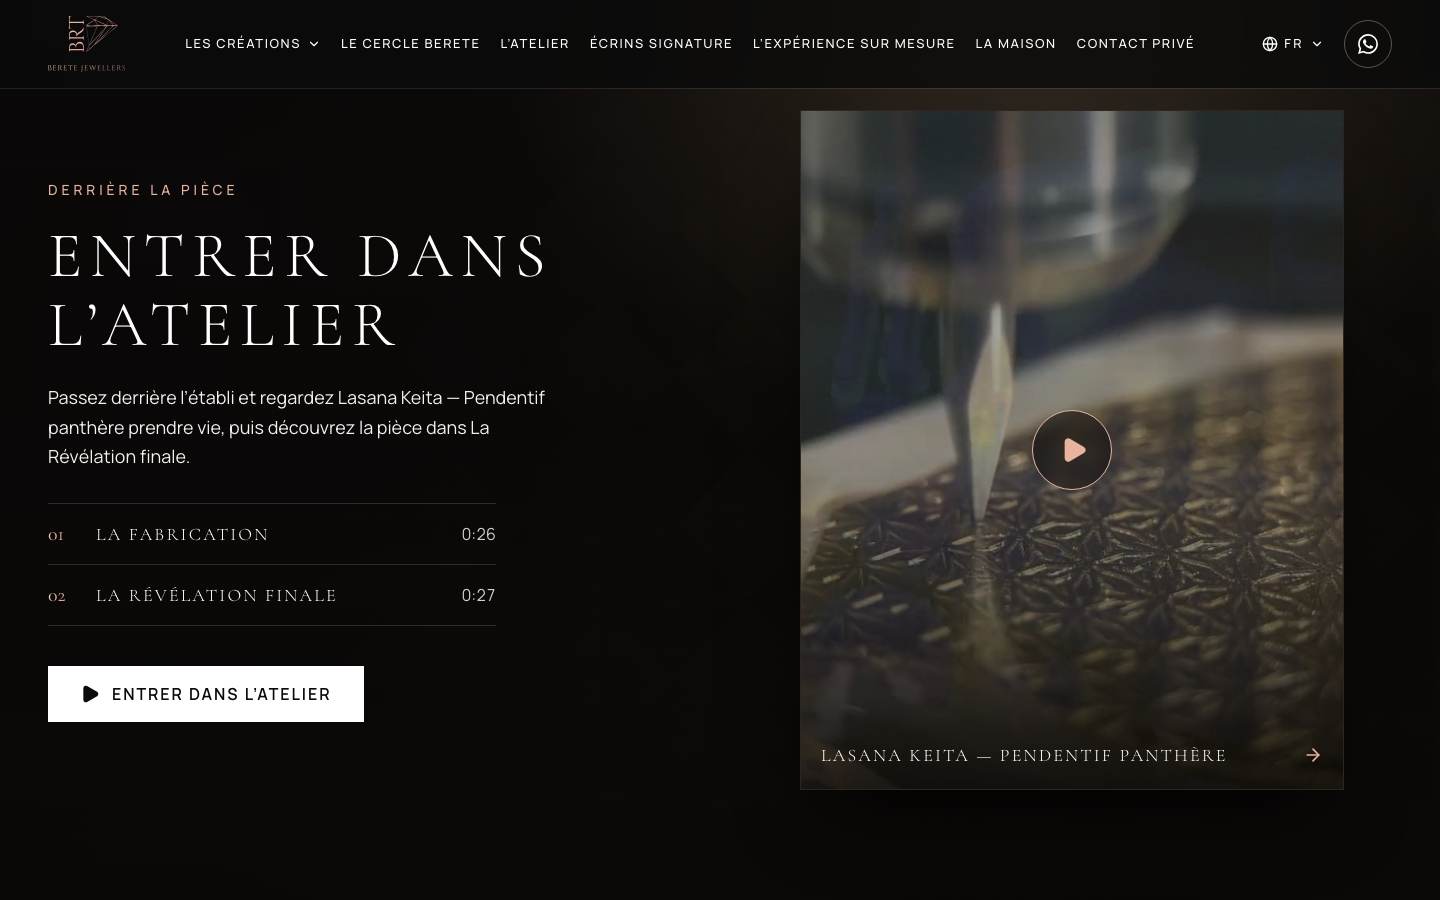 BRT
BERETE JEWELLERS
LES CRÉATIONS
LE CERCLE BERETE
L’ATELIER
ÉCRINS SIGNATURE
L’EXPÉRIENCE SUR MESURE
LA MAISON
CONTACT PRIVÉ
FR
DERRIÈRE LA PIÈCE
ENTRER DANS
L’ATELIER
Passez derrière l’établi et regardez Lasana Keita — Pendentif
panthère prendre vie, puis découvrez la pièce dans La
Révélation finale.
01 LA FABRICATION 0:26
02 LA RÉVÉLATION FINALE 0:27
ENTRER DANS L’ATELIER
LASANA KEITA — PENDENTIF PANTHÈRE